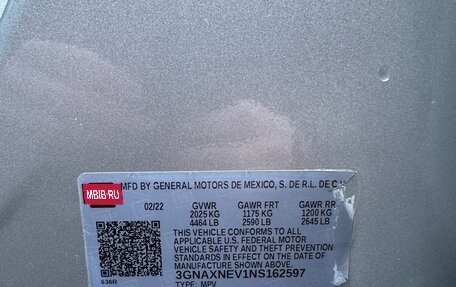 MFD BY GENERAL MOTORS DE MEXICO, S. DE R.L. DE C.V.
MBIB.RU
02/22 GVWR GAWR FRT GAWR RR
2025 KG 1175 KG 1200 KG
4464 LB 2590 LB 2645 LB
THIS VEHICLE CONFORMS TO ALL
APPLICABLE U.S. FEDERAL MOTOR
VEHICLE SAFETY AND THEFT PREVENTION
STANDARDS IN EFFECT ON THE DATE OF
MANUFACTURE SHOWN ABOVE.
636R 3GNAXNEV1NS162597
TYPE: MPV